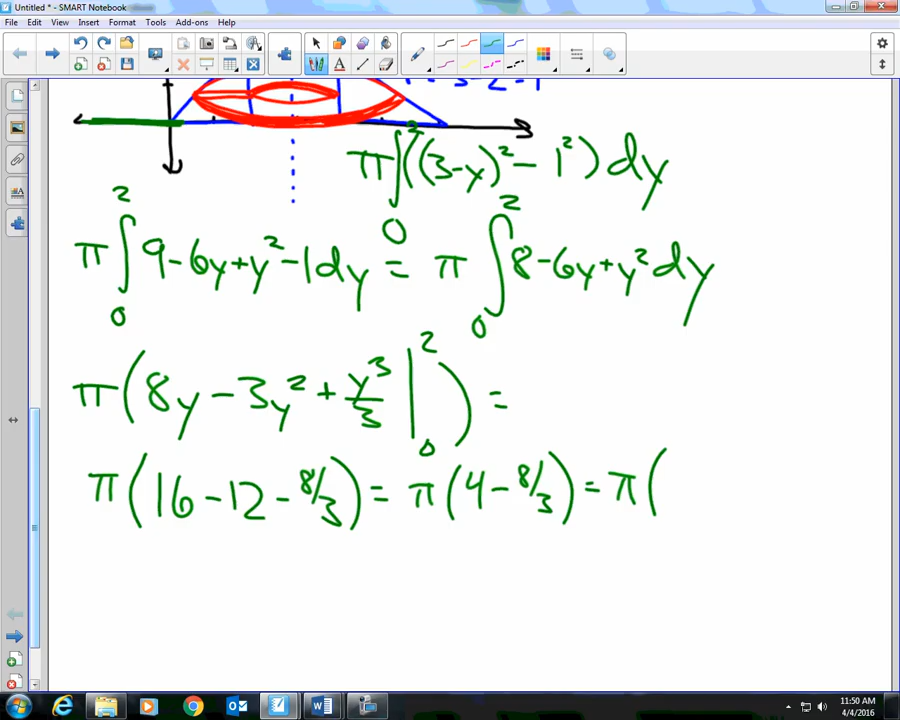 Untitled * - SMART Notebook
File Edit View Insert Format Tools Add-ons Help
π∫₀²((3-y)² - 1²) dy
π∫₀² 9-6y+y²-1dy = π∫₀² 8-6y+y² dy
π(8y - 3y² + y³/3 |₀²) =
π(16-12-8/3) = π(4-8/3) = π(
11:50 AM
4/4/2016